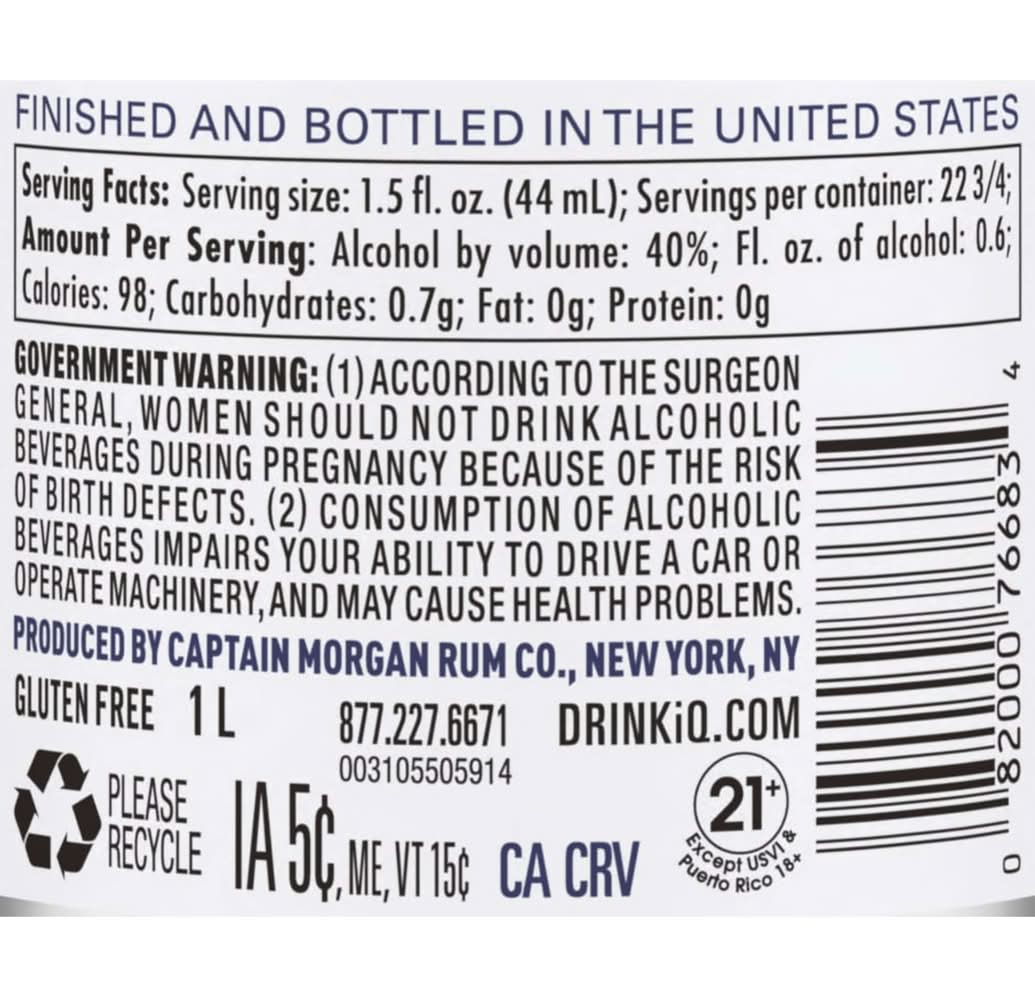 FINISHED AND BOTTLED IN THE UNITED STATES
Serving Facts: Serving size: 1.5 fl. oz. (44 mL); Servings per container: 22 3/4;
Amount Per Serving: Alcohol by volume: 40%; Fl. oz. of alcohol: 0.6;
Calories: 98; Carbohydrates: 0.7g; Fat: 0g; Protein: 0g
GOVERNMENT WARNING: (1) ACCORDING TO THE SURGEON
GENERAL, WOMEN SHOULD NOT DRINK ALCOHOLIC
BEVERAGES DURING PREGNANCY BECAUSE OF THE RISK
OF BIRTH DEFECTS. (2) CONSUMPTION OF ALCOHOLIC
BEVERAGES IMPAIRS YOUR ABILITY TO DRIVE A CAR OR
OPERATE MACHINERY, AND MAY CAUSE HEALTH PROBLEMS.
PRODUCED BY CAPTAIN MORGAN RUM CO., NEW YORK, NY
GLUTEN FREE 1 L 877.227.6671 DRINKiQ.COM
003105505914
PLEASE
RECYCLE
IA 5¢, ME, VT 15¢ CA CRV
21+
Except USVI &
Puerto Rico 18+
0 82000 76683 4